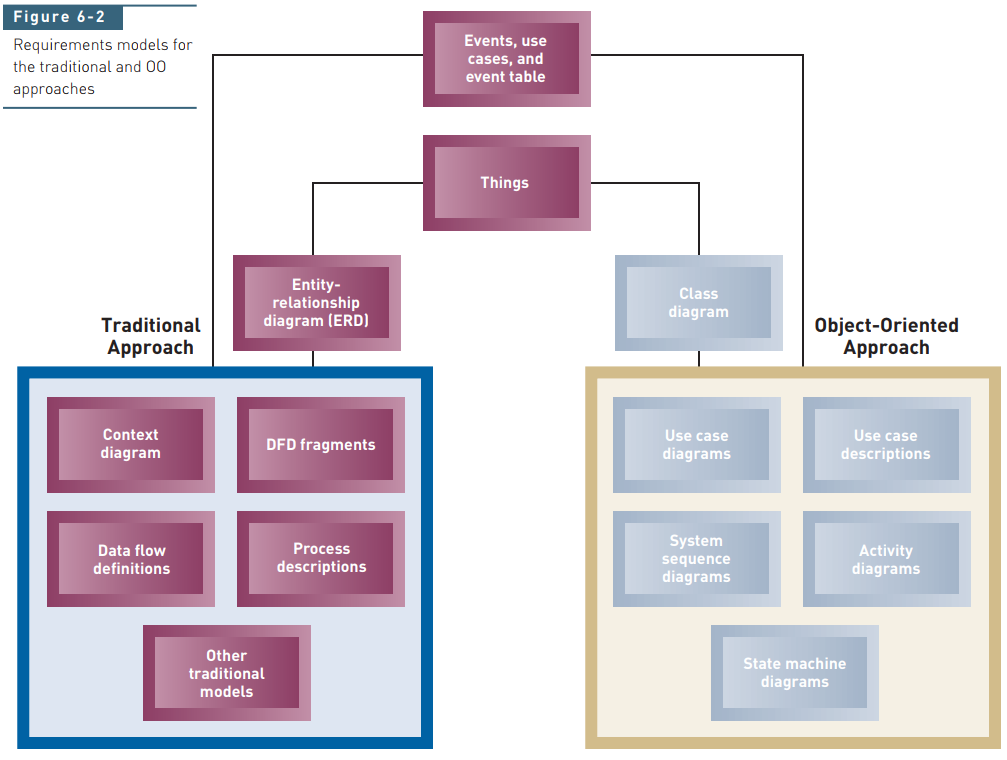 Figure 6-2
Requirements models for
the traditional and OO
approaches
Events, use
cases, and
event table
Things
Entity-
relationship
diagram (ERD)
Class
diagram
Traditional
Approach
Object-Oriented
Approach
Context
diagram
DFD fragments
Data flow
definitions
Process
descriptions
Other
traditional
models
Use case
diagrams
Use case
descriptions
System
sequence
diagrams
Activity
diagrams
State machine
diagrams